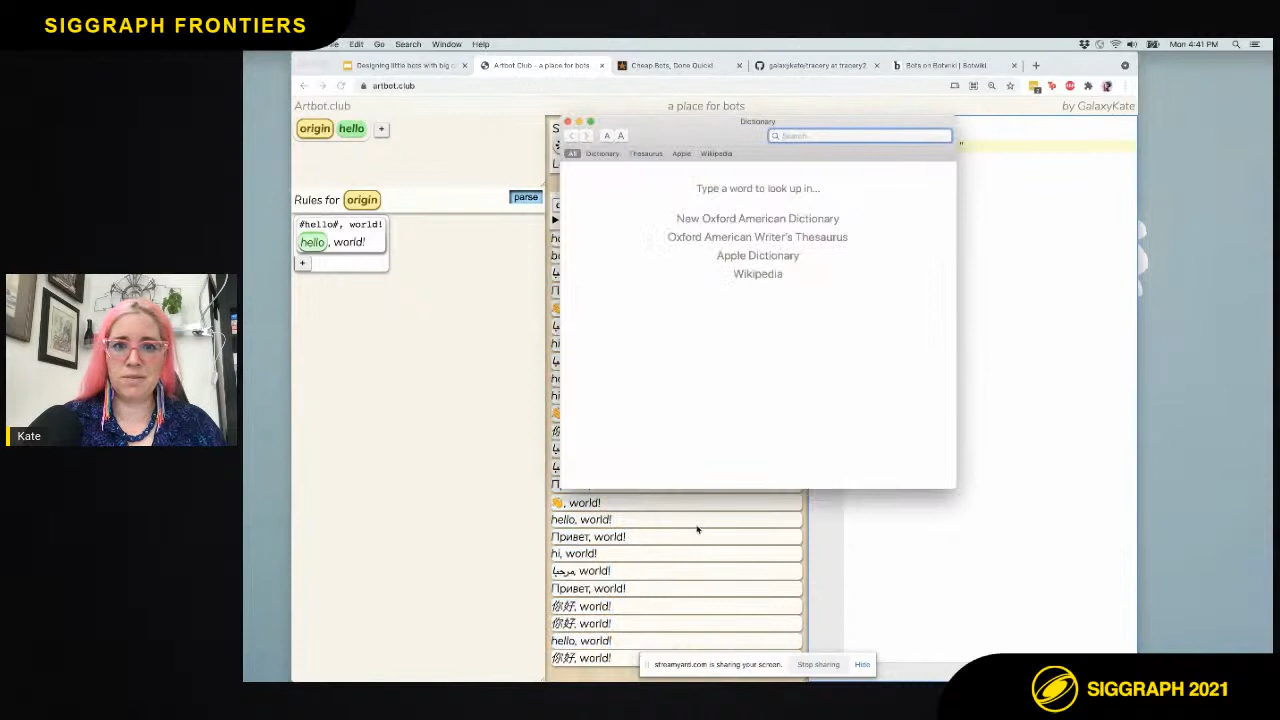 SIGGRAPH FRONTIERS
Edit Go Search Window Help
Mon 4:41 PM
Designing little bots with big c
Artbot Club - a place for bots
Cheap Bots, Done Quick!
galaxykate/tracery at tracery2
Bots on Botwiki | Botwiki
artbot.club
Artbot.club
a place for bots
by GalaxyKate
origin hello +
Rules for origin
parse
#hello#, world!
hello, world!
+
Dictionary
A A
Search
All Dictionary Thesaurus Apple Wikipedia
Type a word to look up in...
New Oxford American Dictionary
Oxford American Writer's Thesaurus
Apple Dictionary
Wikipedia
👋, world!
hello, world!
Привет, world!
hi, world!
مرحبا, world!
Привет, world!
你好, world!
你好, world!
hello, world!
你好, world!
streamyard.com is sharing your screen.
Stop sharing
Hide
Kate
SIGGRAPH 2021